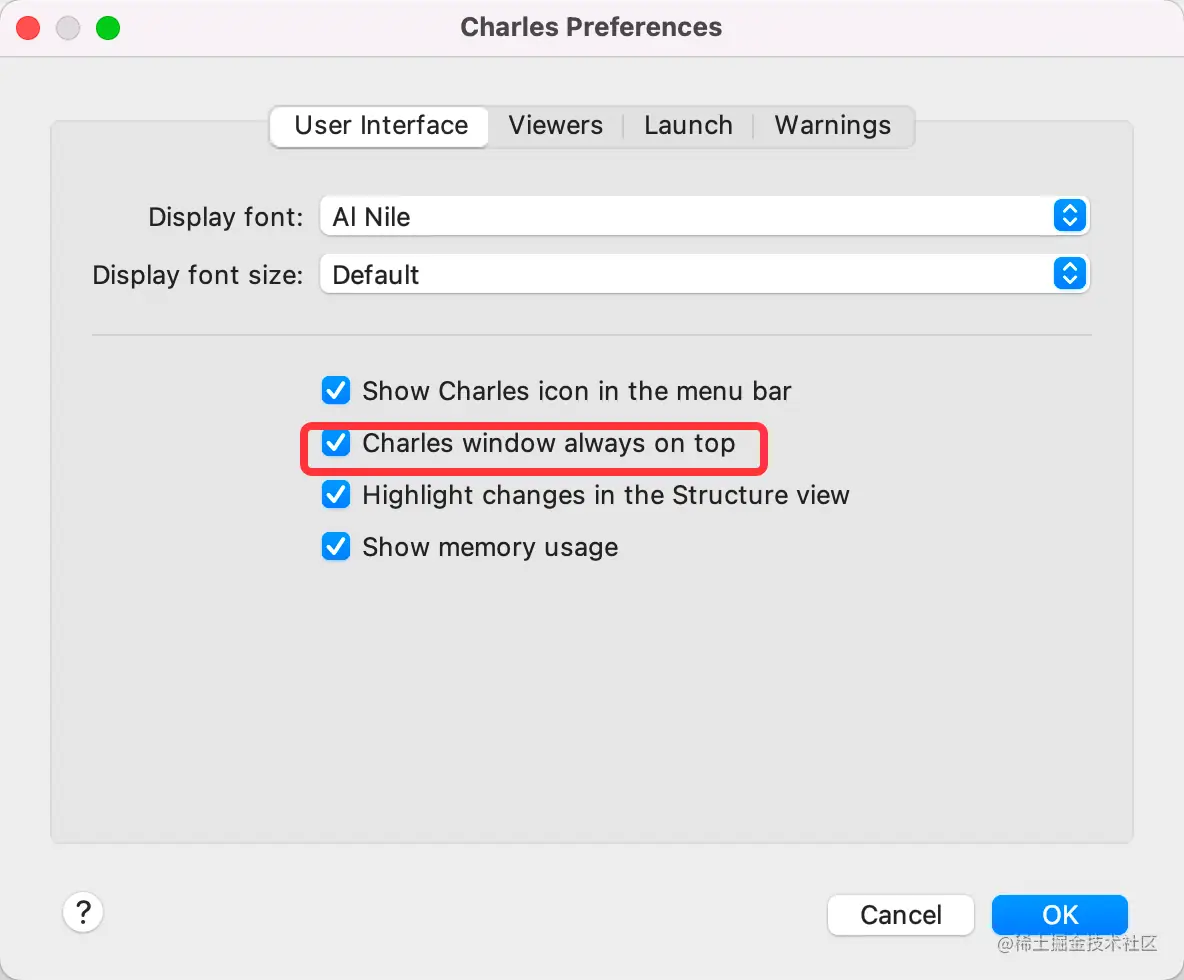 Charles Preferences
User Interface Viewers Launch Warnings
Display font: Al Nile
Display font size: Default
Show Charles icon in the menu bar
Charles window always on top
Highlight changes in the Structure view
Show memory usage
? Cancel OK
@稀土掘金技术社区